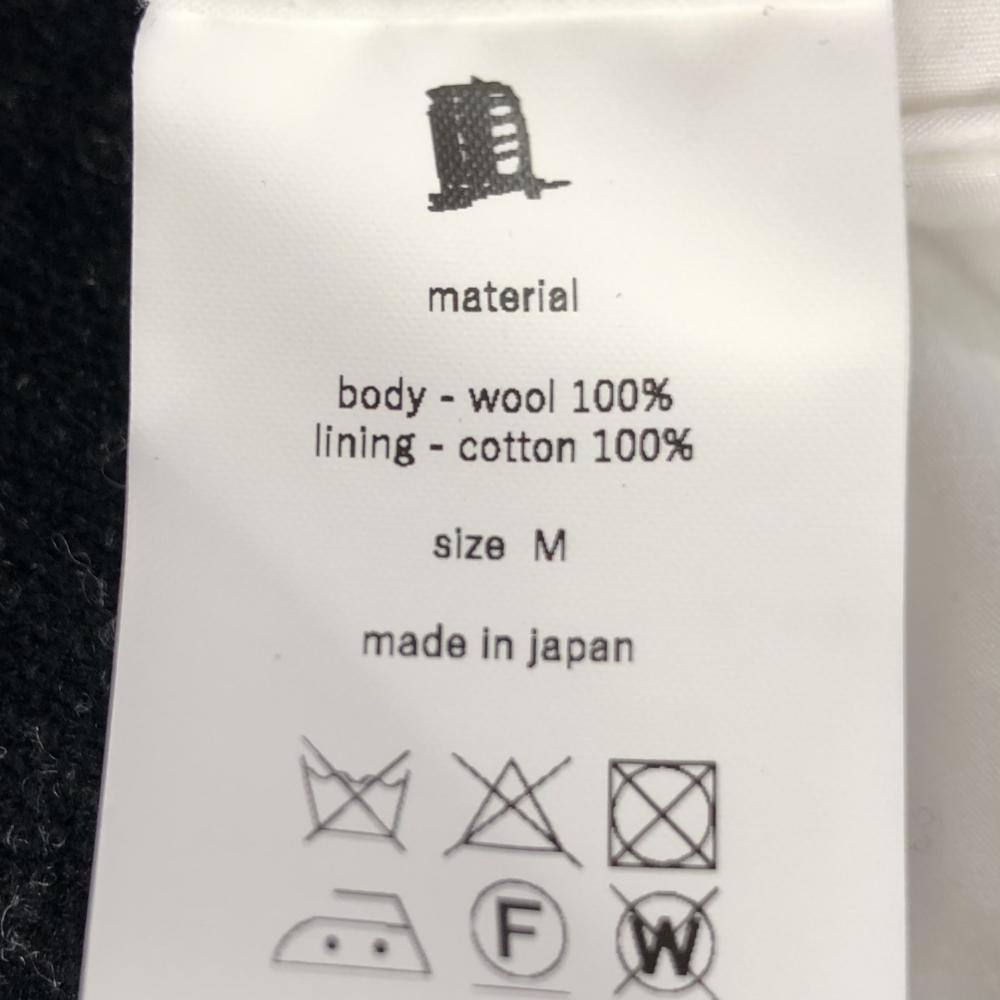 material
body - wool 100%
lining - cotton 100%
size M
made in japan
F W